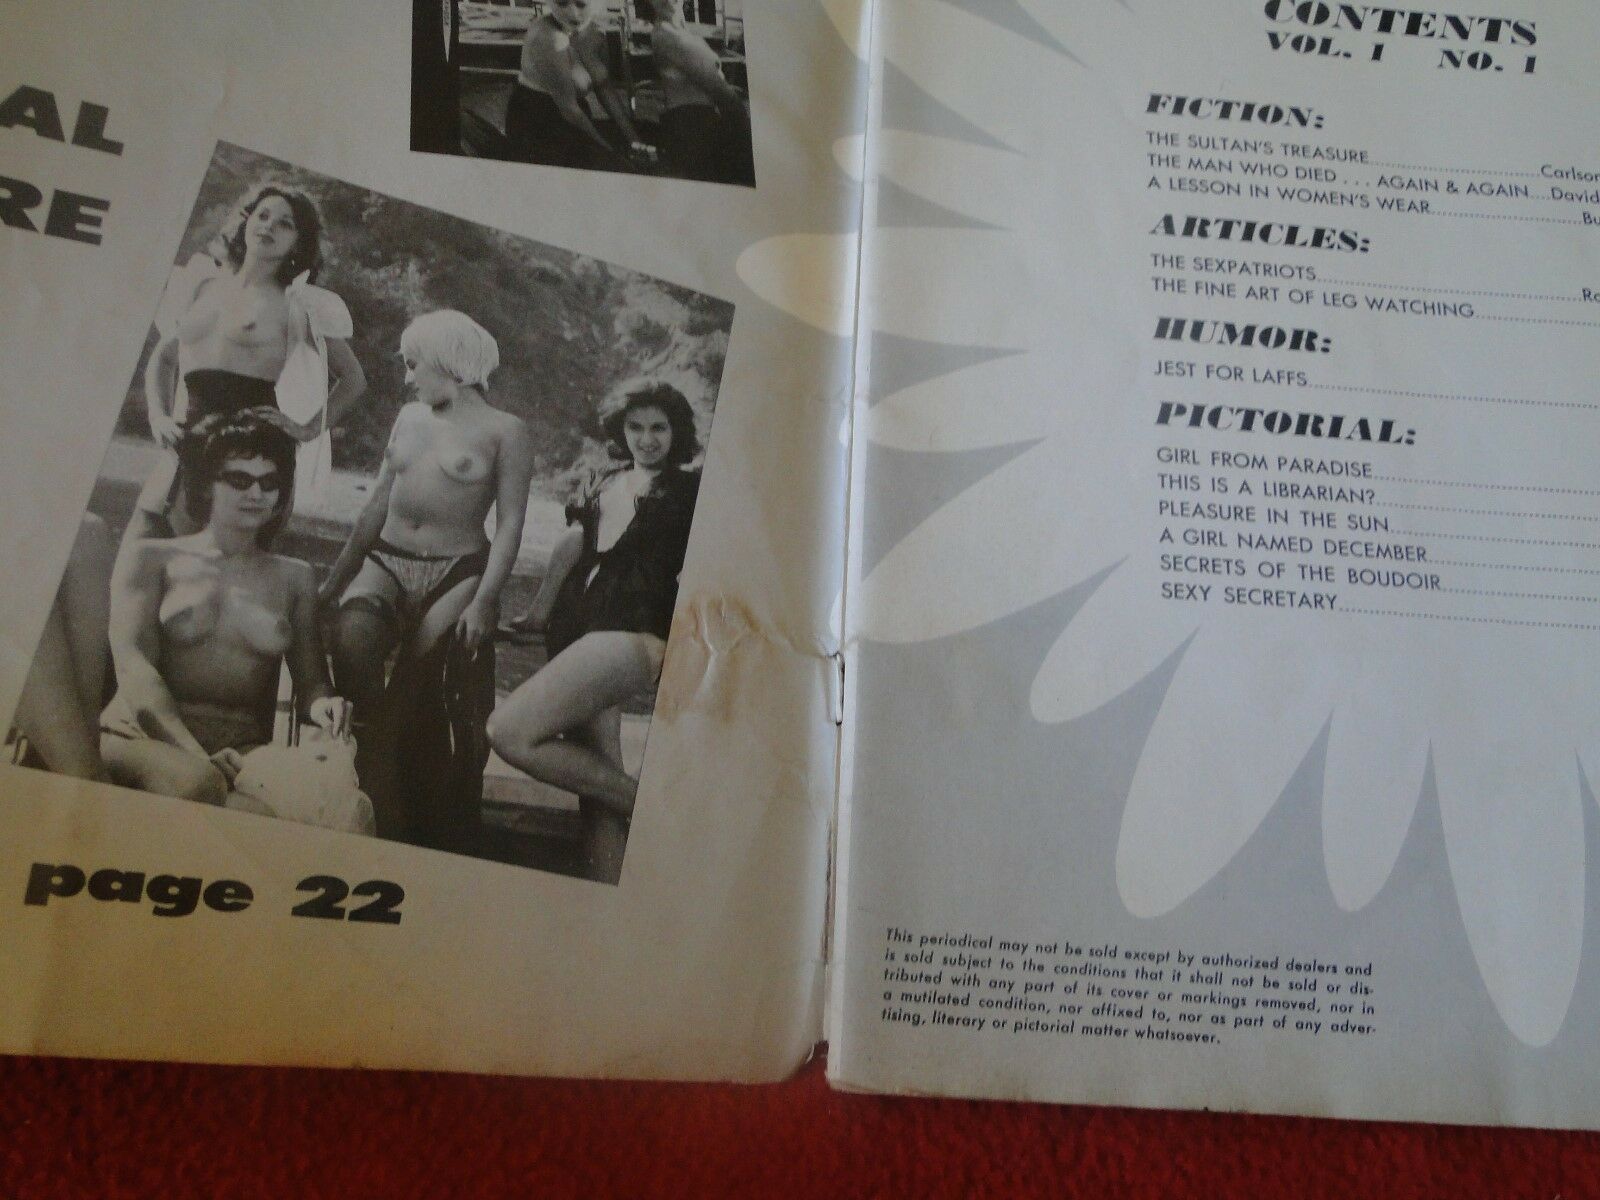 AL
RE
page 22
CONTENTS
VOL. 1 NO. 1
FICTION:
THE SULTAN'S TREASURE Carlson
THE MAN WHO DIED . . . AGAIN & AGAIN David
A LESSON IN WOMEN'S WEAR Bu
ARTICLES:
THE SEXPATRIOTS Ro
THE FINE ART OF LEG WATCHING
HUMOR:
JEST FOR LAFFS
PICTORIAL:
GIRL FROM PARADISE
THIS IS A LIBRARIAN?
PLEASURE IN THE SUN
A GIRL NAMED DECEMBER
SECRETS OF THE BOUDOIR
SEXY SECRETARY
This periodical may not be sold except by authorized dealers and
is sold subject to the conditions that it shall not be sold or dis-
tributed with any part of its cover or markings removed, nor in
a mutilated condition, nor affixed to, nor as part of any adver-
tising, literary or pictorial matter whatsoever.